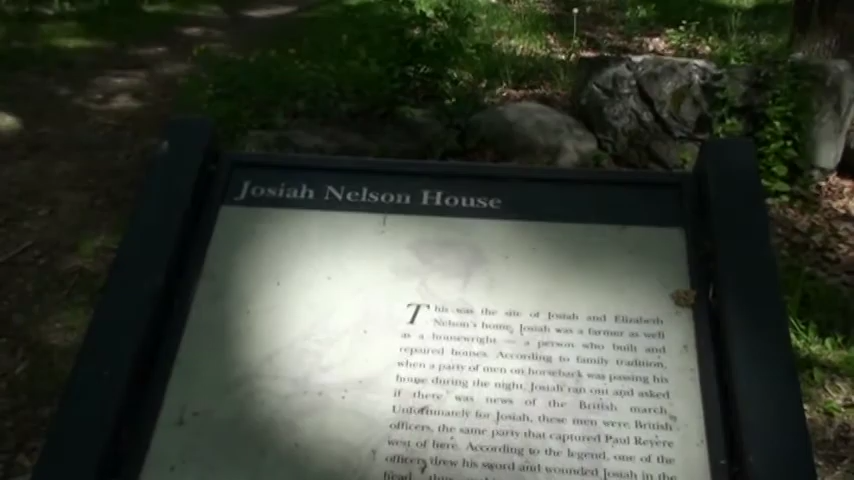 Josiah Nelson House
This was the site of Josiah and Elizabeth
Nelson's home. Josiah was a farmer as well
as a housewright — a person who built and
repaired houses. According to family tradition,
when a party of men on horseback was passing his
home during the night, Josiah ran out and asked
if there was news of the British march.
Unfortunately for Josiah, these men were British
officers, the same party that captured Paul Revere
west of here. According to the legend, one of the
officers drew his sword and wounded Josiah in the
head,